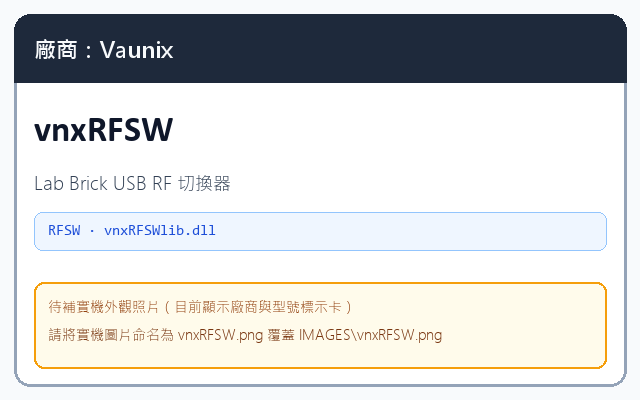 廠商：Vaunix
vnxRFSW
Lab Brick USB RF 切換器
RFSW · vnxRFSWlib.dll
待補實機外觀照片（目前顯示廠商與型號標示卡）
請將實機圖片命名為 vnxRFSW.png 覆蓋 IMAGES\vnxRFSW.png